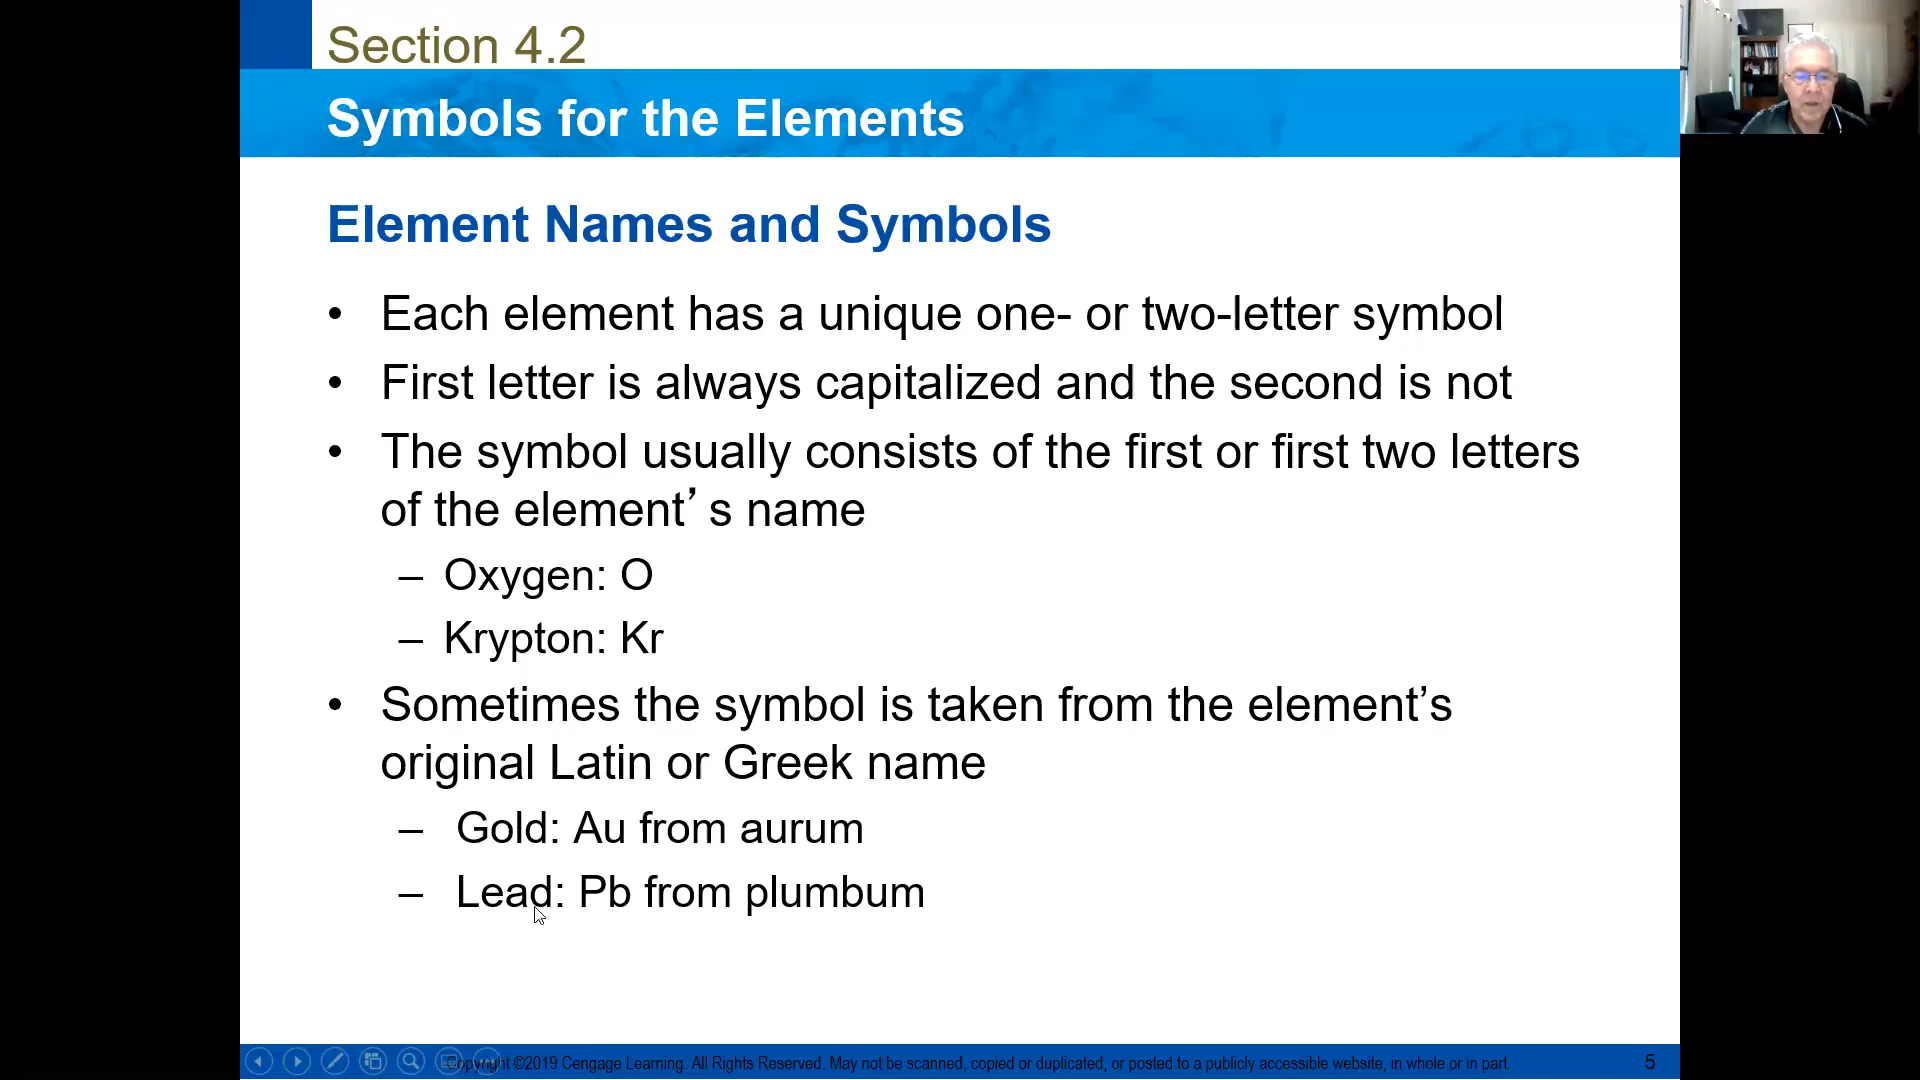 Section 4.2
Symbols for the Elements
Element Names and Symbols
• Each element has a unique one- or two-letter symbol
• First letter is always capitalized and the second is not
• The symbol usually consists of the first or first two letters
of the element’s name
– Oxygen: O
– Krypton: Kr
• Sometimes the symbol is taken from the element’s
original Latin or Greek name
– Gold: Au from aurum
– Lead: Pb from plumbum
Copyright ©2019 Cengage Learning. All Rights Reserved. May not be scanned, copied or duplicated, or posted to a publicly accessible website, in whole or in part.
5